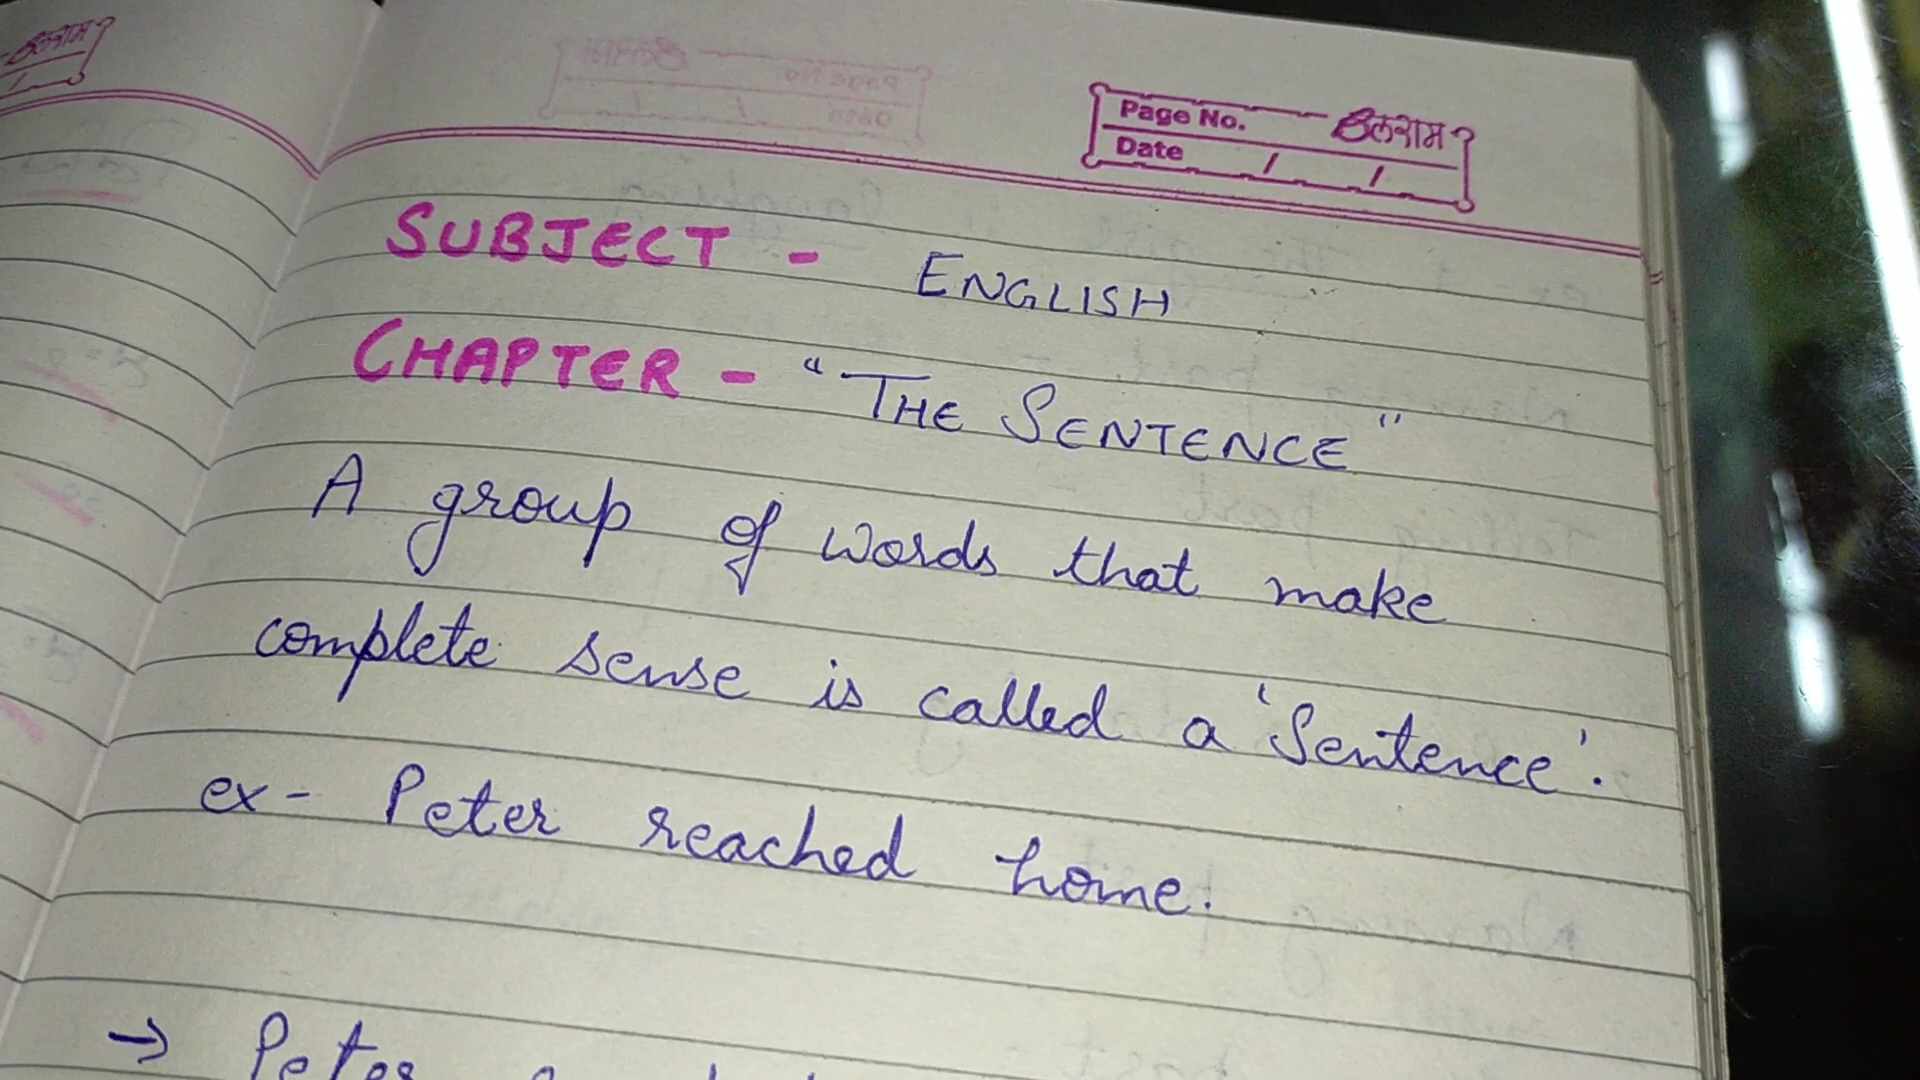 Page No. बलराम
Date / /
SUBJECT - ENGLISH
CHAPTER - "THE SENTENCE"
A group of words that make
complete sense is called a 'Sentence'.
ex- Peter reached home.
→ Peter